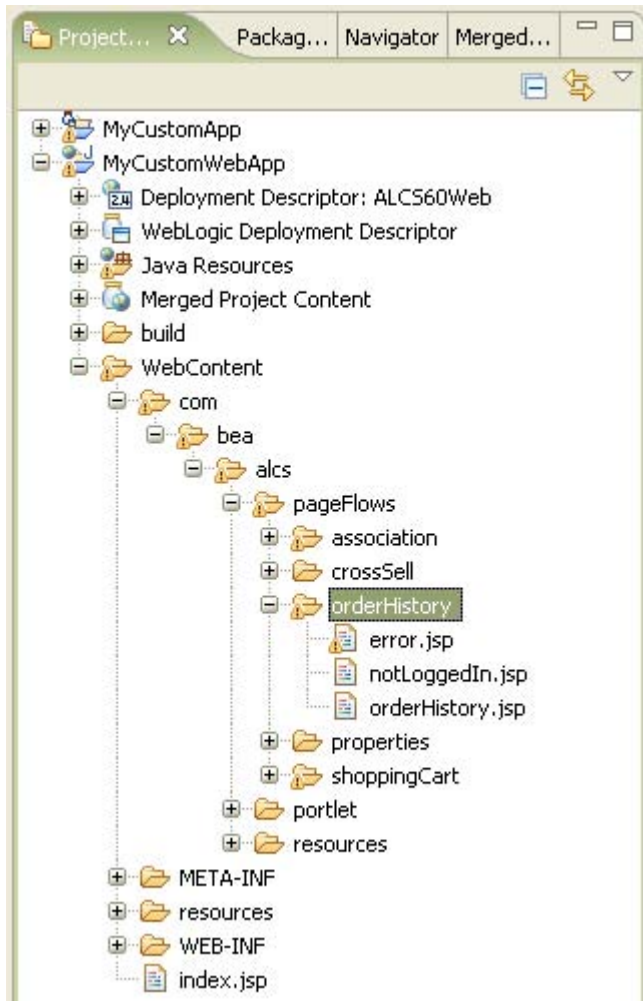 Project... Packag... Navigator Merged...
MyCustomApp
MyCustomWebApp
2.4 Deployment Descriptor: ALCS60Web
WebLogic Deployment Descriptor
Java Resources
Merged Project Content
build
WebContent
com
bea
alcs
pageFlows
association
crossSell
orderHistory
error.jsp
notLoggedIn.jsp
orderHistory.jsp
properties
shoppingCart
portlet
resources
META-INF
resources
WEB-INF
index.jsp